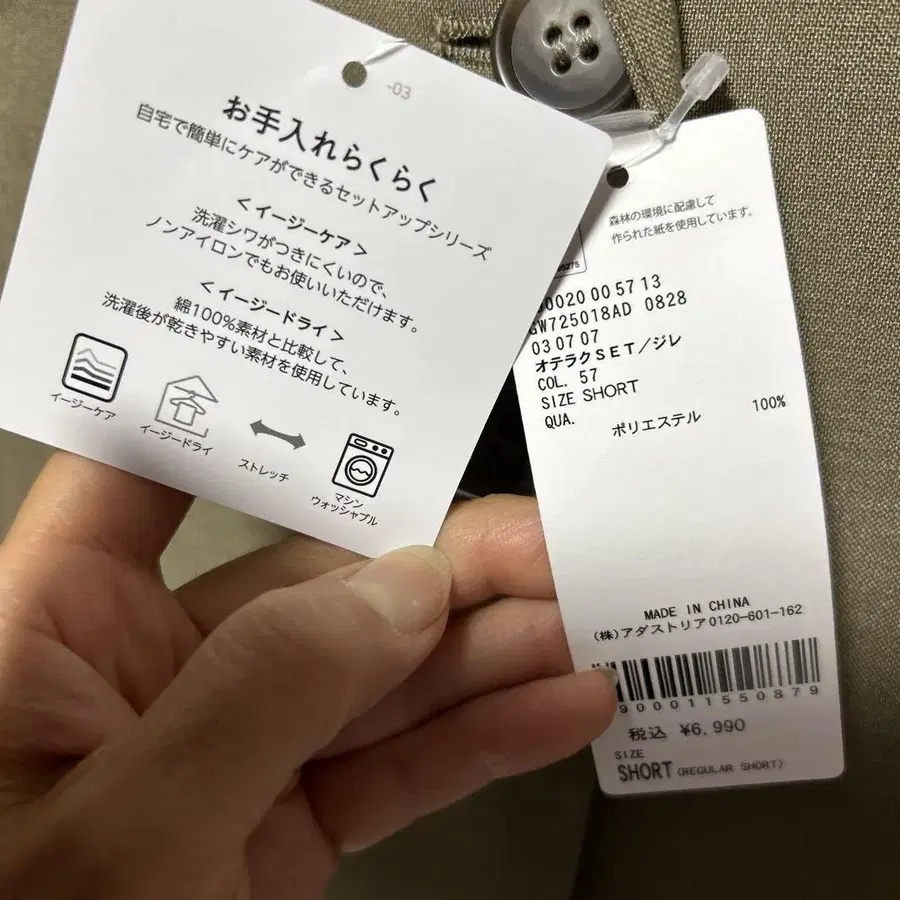 -03
お手入れらくらく
自宅で簡単にケアができるセットアップシリーズ
<イージーケア>
洗濯シワがつきにくいので、
ノンアイロンでもお使いいただけます。
<イージードライ>
綿100%素材と比較して、
洗濯後が乾きやすい素材を使用しています。
イージーケア
イージードライ
ストレッチ
マシン
ウォッシャブル
森林の環境に配慮して
作られた紙を使用しています。
5275
0020 00 57 13
GW725018AD 0828
03 07 07
オテラクSET/ジレ
COL. 57
SIZE SHORT
QUA.
ポリエステル 100%
MADE IN CHINA
(株)アダストリア0120-601-162
9000011550879
税込 ¥6,990
SIZE
SHORT (REGULAR SHORT)